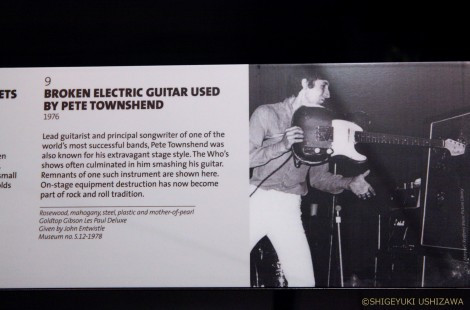 ETS
en
small
olds
9
BROKEN ELECTRIC GUITAR USED
BY PETE TOWNSHEND
1976
Lead guitarist and principal songwriter of one of the
world's most successful bands, Pete Townshend was
also known for his extravagant stage style. The Who's
shows often culminated in him smashing his guitar.
Remnants of one such instrument are shown here.
On-stage equipment destruction has now become
part of rock and roll tradition.
Rosewood, mahogany, steel, plastic and mother-of-pearl
Goldtop Gibson Les Paul Deluxe
Given by John Entwistle
Museum no. S.12-1978
©SHIGEYUKI USHIZAWA